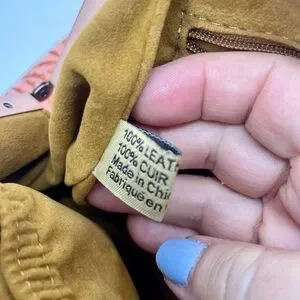 100% LEAT
100% CUIR
Made in Chi
Fabriqué en